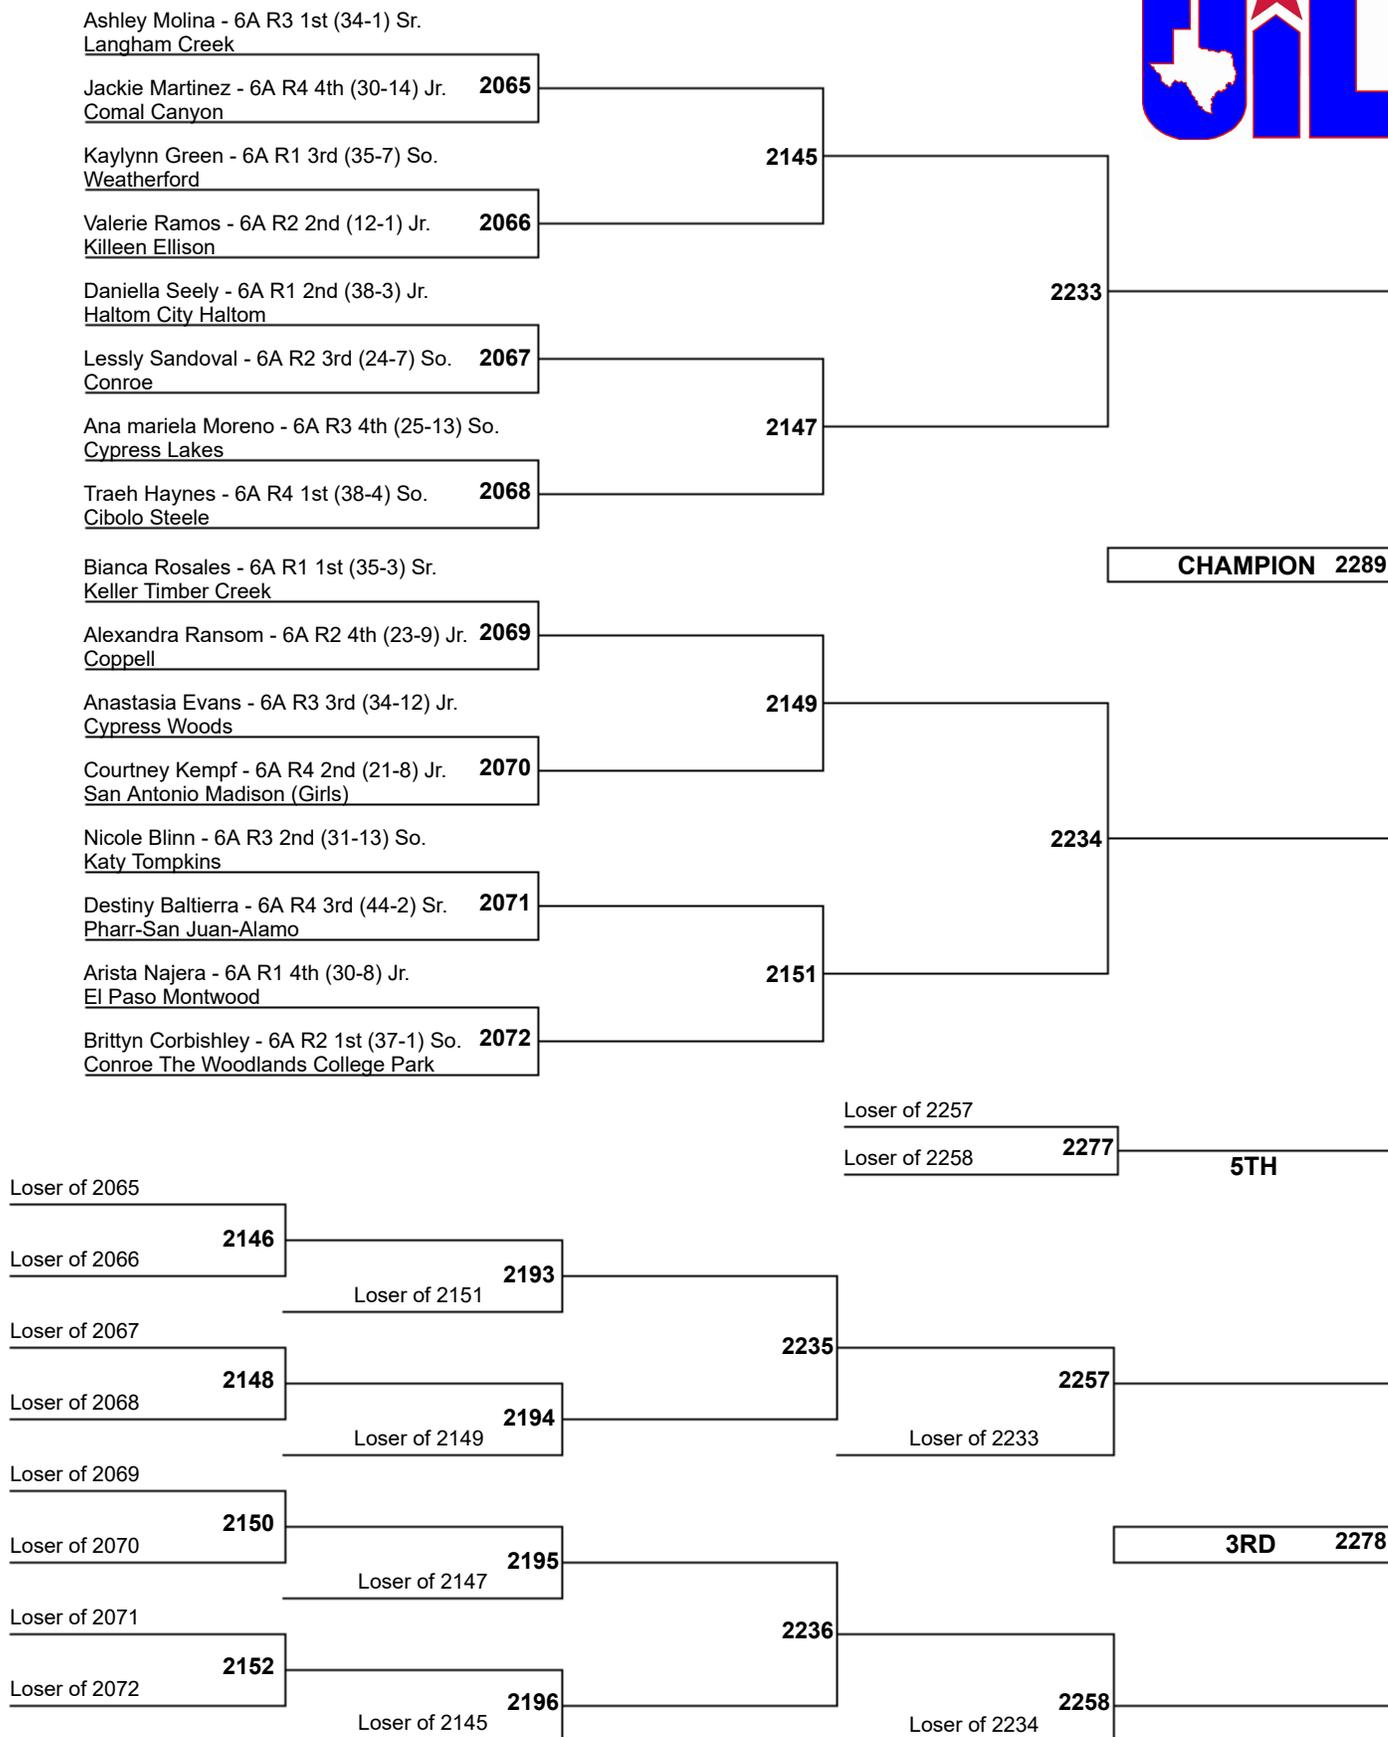 Ashley Molina - 6A R3 1st (34-1) Sr.
Langham Creek
Jackie Martinez - 6A R4 4th (30-14) Jr.
2065
Comal Canyon
Kaylynn Green - 6A R1 3rd (35-7) So.
2145
Weatherford
Valerie Ramos - 6A R2 2nd (12-1) Jr.
2066
Killeen Ellison
Daniella Seely - 6A R1 2nd (38-3) Jr.
2233
Haltom City Haltom
Lessly Sandoval - 6A R2 3rd (24-7) So.
2067
Conroe
Ana mariela Moreno - 6A R3 4th (25-13) So.
2147
Cypress Lakes
Traeh Haynes - 6A R4 1st (38-4) So.
2068
Cibolo Steele
Bianca Rosales - 6A R1 1st (35-3) Sr.
CHAMPION 2289
Keller Timber Creek
Alexandra Ransom - 6A R2 4th (23-9) Jr.
2069
Coppell
Anastasia Evans - 6A R3 3rd (34-12) Jr.
2149
Cypress Woods
Courtney Kempf - 6A R4 2nd (21-8) Jr.
2070
San Antonio Madison (Girls)
Nicole Blinn - 6A R3 2nd (31-13) So.
2234
Katy Tompkins
Destiny Baltierra - 6A R4 3rd (44-2) Sr.
2071
Pharr-San Juan-Alamo
Arista Najera - 6A R1 4th (30-8) Jr.
2151
El Paso Montwood
Brittyn Corbishley - 6A R2 1st (37-1) So.
2072
Conroe The Woodlands College Park
Loser of 2257
2277
Loser of 2258
5TH
Loser of 2065
2146
Loser of 2066
2193
Loser of 2151
Loser of 2067
2235
2148
2257
Loser of 2068
2194
Loser of 2149
Loser of 2233
Loser of 2069
2150
Loser of 2070
3RD 2278
2195
Loser of 2147
Loser of 2071
2236
2152
Loser of 2072
2196
2258
Loser of 2145
Loser of 2234
UIL